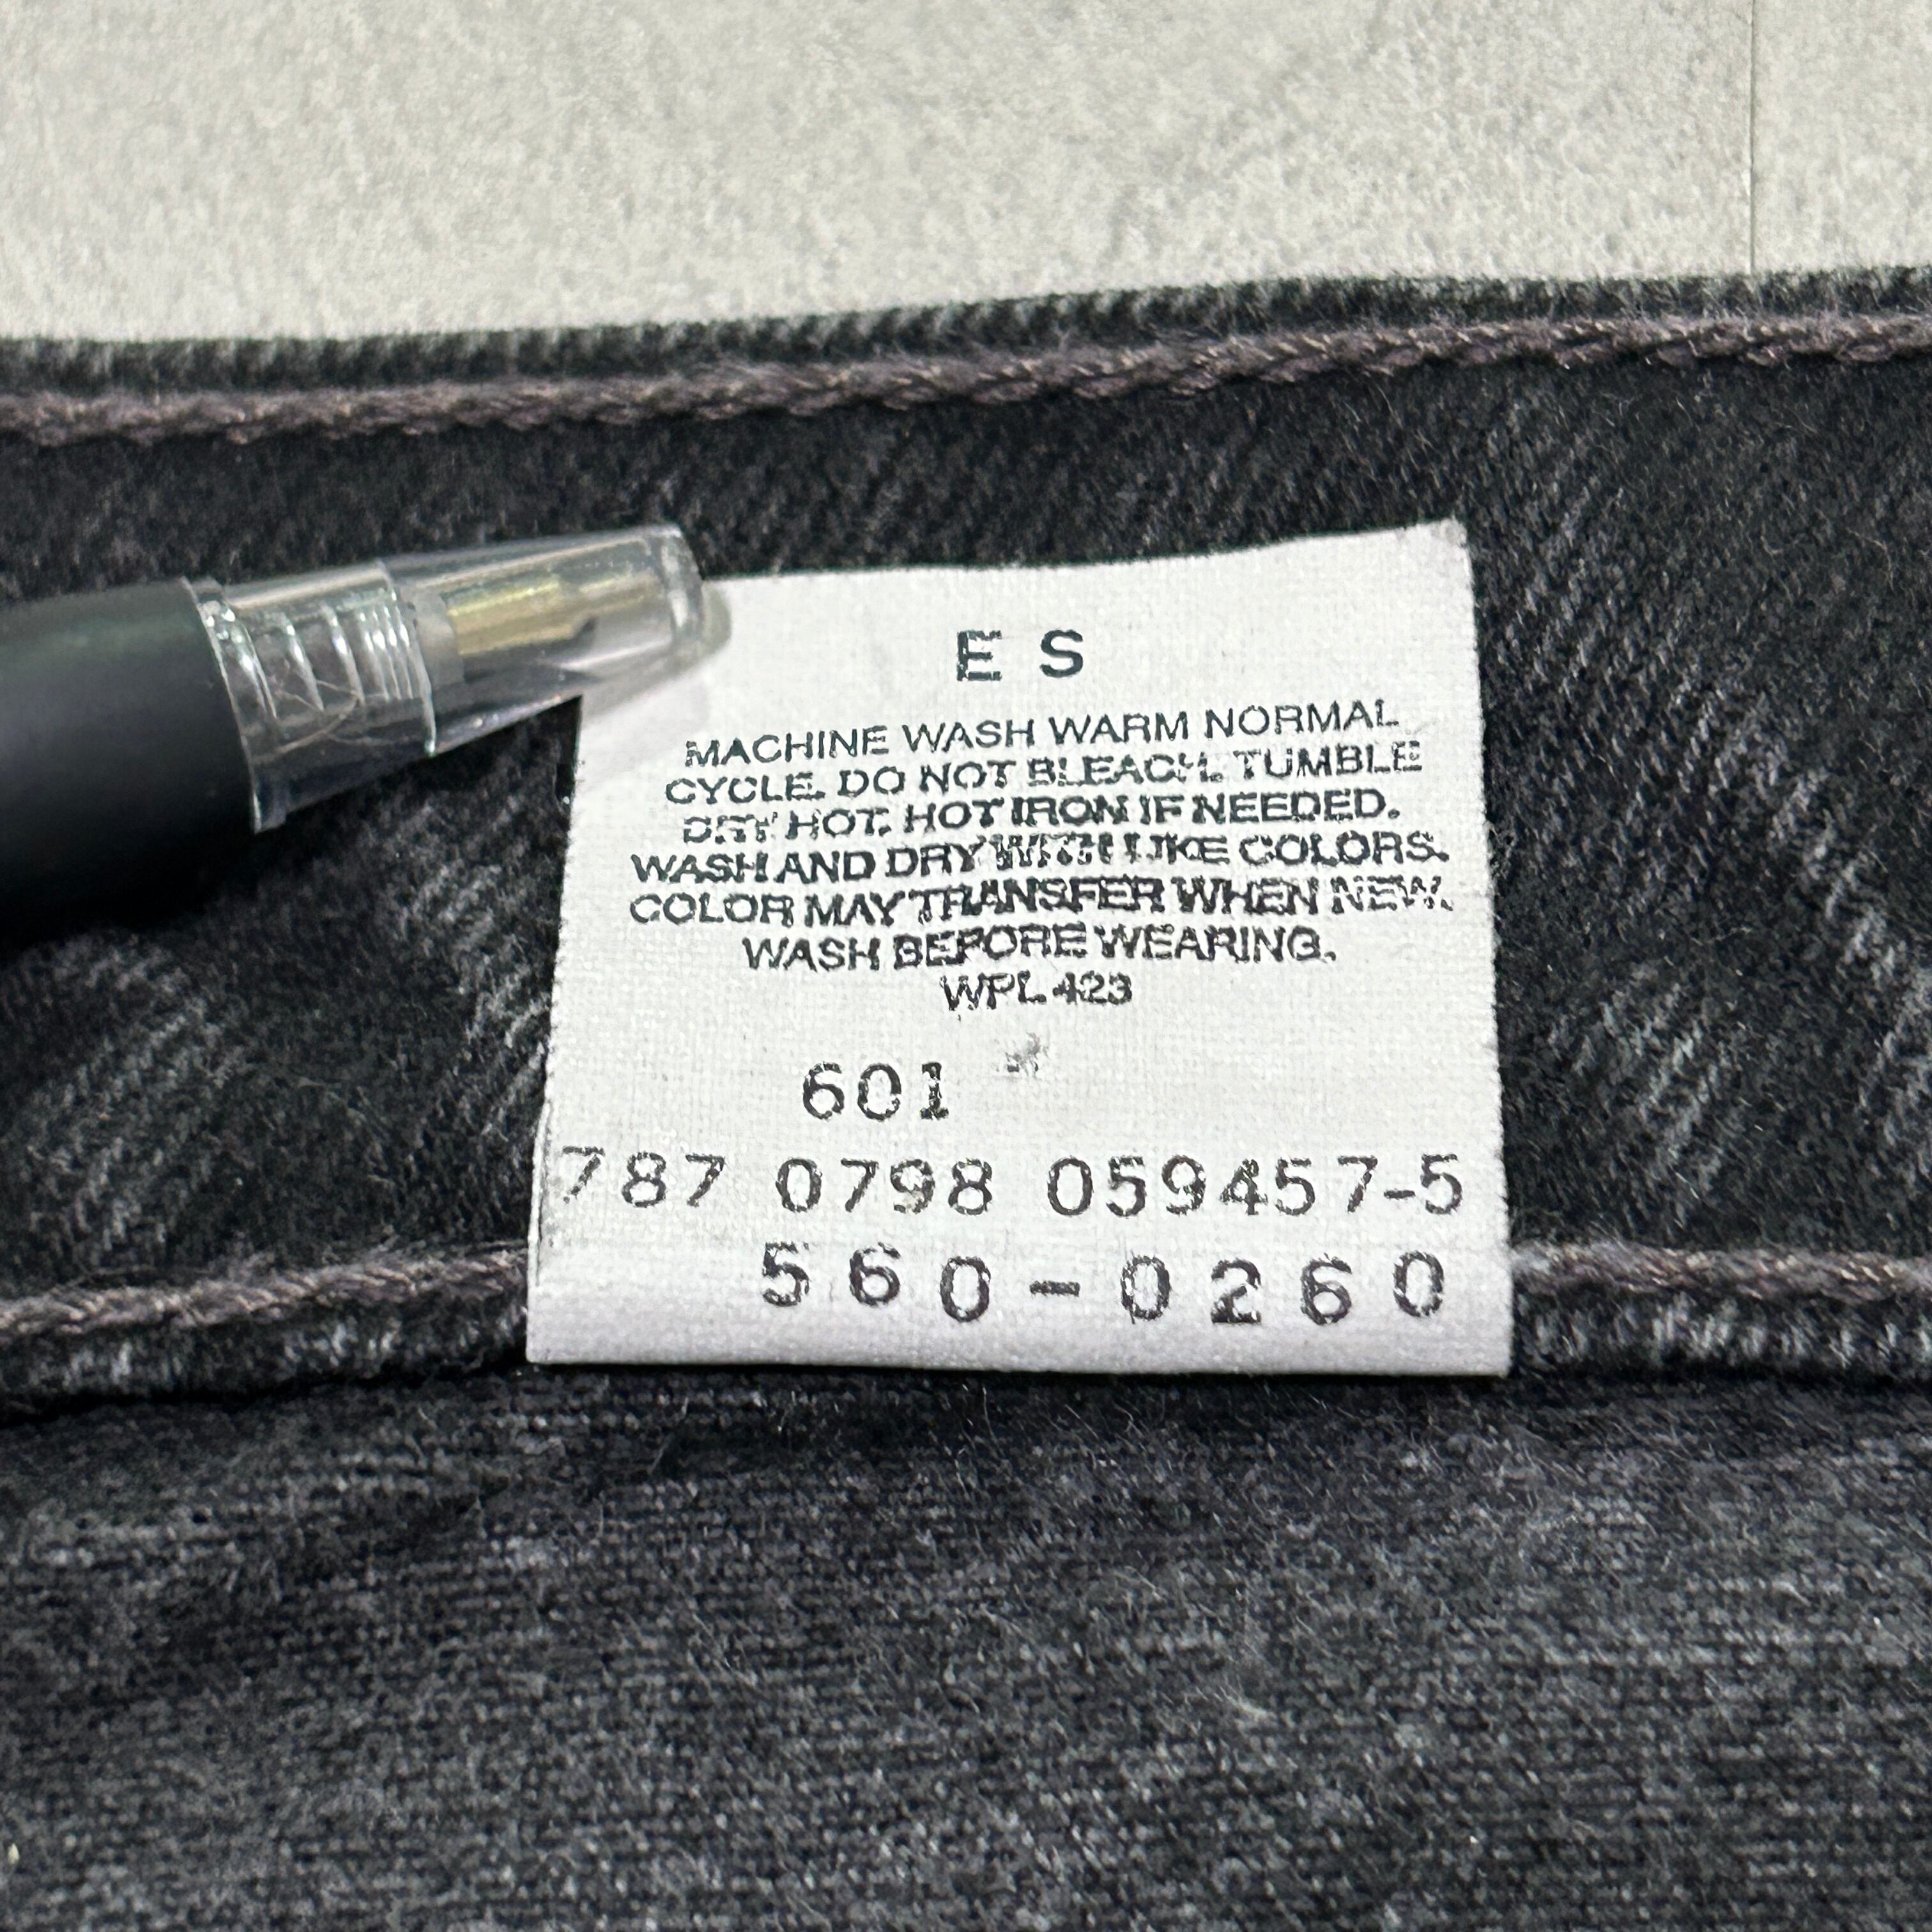 E S
MACHINE WASH WARM NORMAL
CYCLE. DO NOT BLEACH. TUMBLE
DRY HOT. HOT IRON IF NEEDED.
WASH AND DRY WITH LIKE COLORS.
COLOR MAY TRANSFER WHEN NEW.
WASH BEFORE WEARING.
WPL 423
601
787 0798 059457-5
560-0260